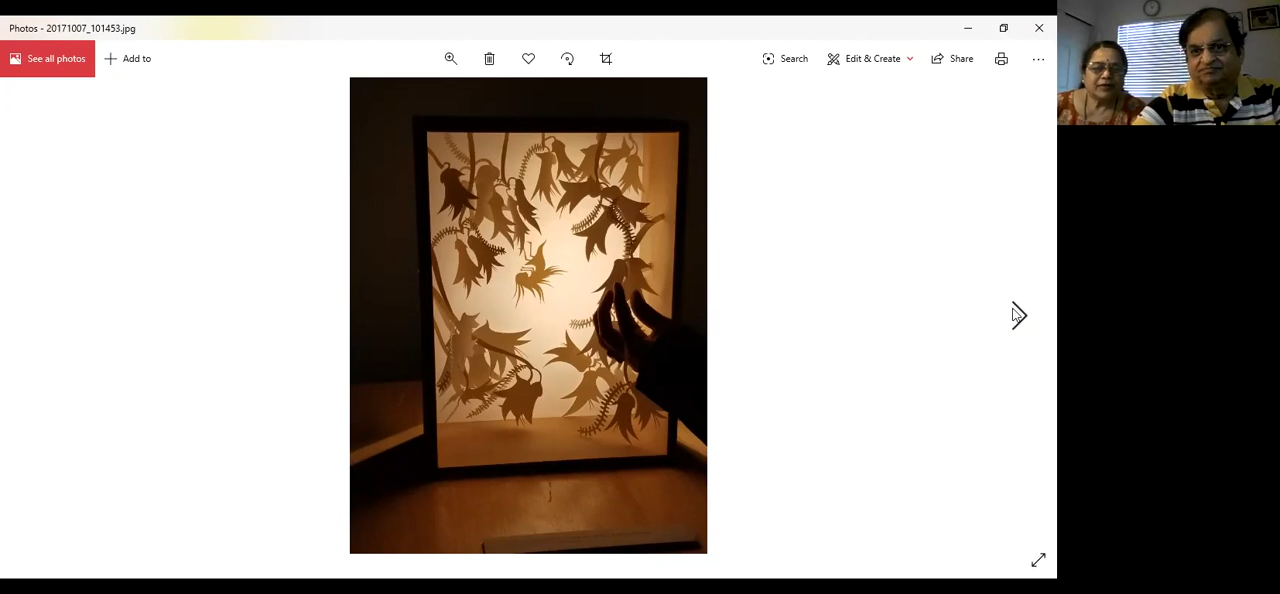 Photos - 20171007_101453.jpg
See all photos
Add to
Search
Edit & Create
Share